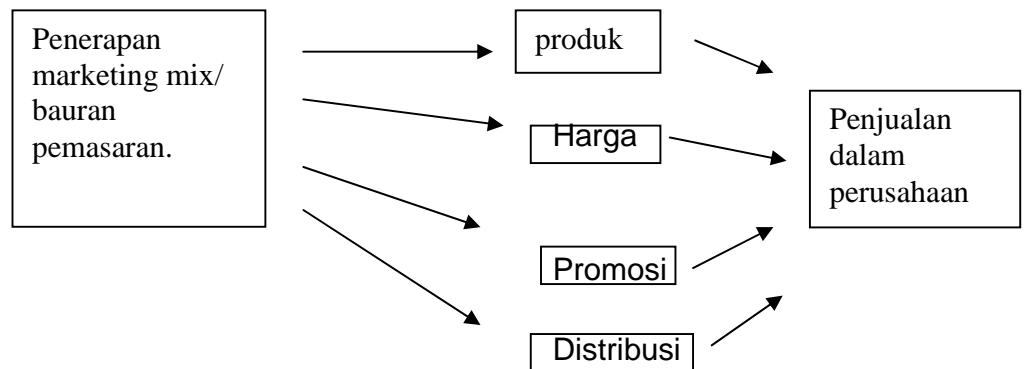 Penerapan
marketing mix/
bauran
pemasaran.
produk
Harga
Promosi
Distribusi
Penjualan
dalam
perusahaan